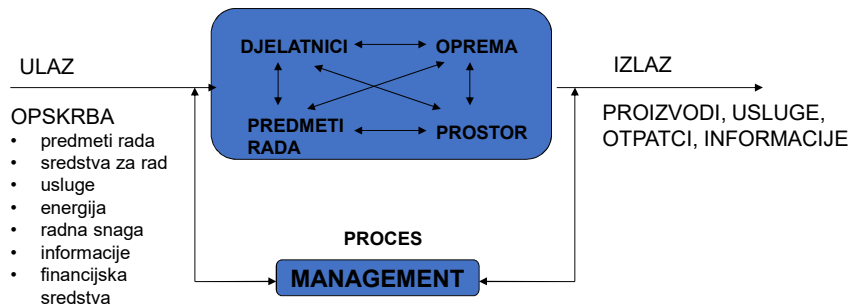 ULAZ
OPSKRBA
• predmeti rada
• sredstva za rad
• usluge
• energija
• radna snaga
• informacije
• financijska
sredstva
DJELATNICI
OPREMA
PREDMETI
RADA
PROSTOR
PROCES
MANAGEMENT
IZLAZ
PROIZVODI, USLUGE,
OTPATCI, INFORMACIJE